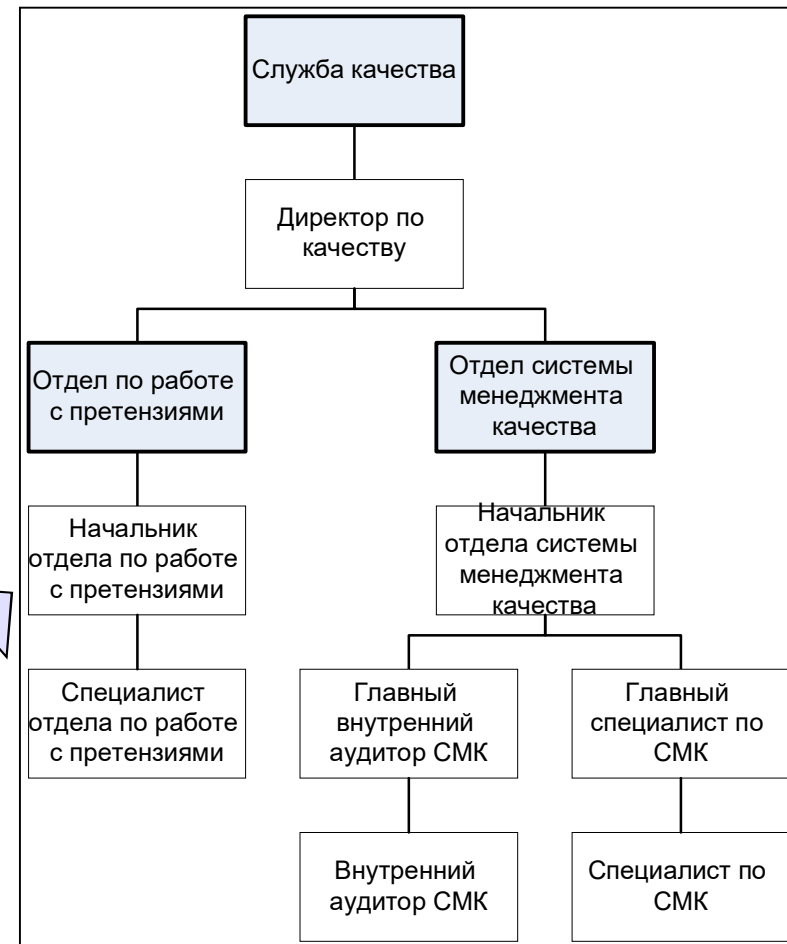 Служба качества
Директор по
качеству
Отдел по работе
с претензиями
Отдел системы
менеджмента
качества
Начальник
отдела по работе
с претензиями
Начальник
отдела системы
менеджмента
качества
Специалист
отдела по работе
с претензиями
Главный
внутренний
аудитор СМК
Главный
специалист по
СМК
Внутренний
аудитор СМК
Специалист по
СМК